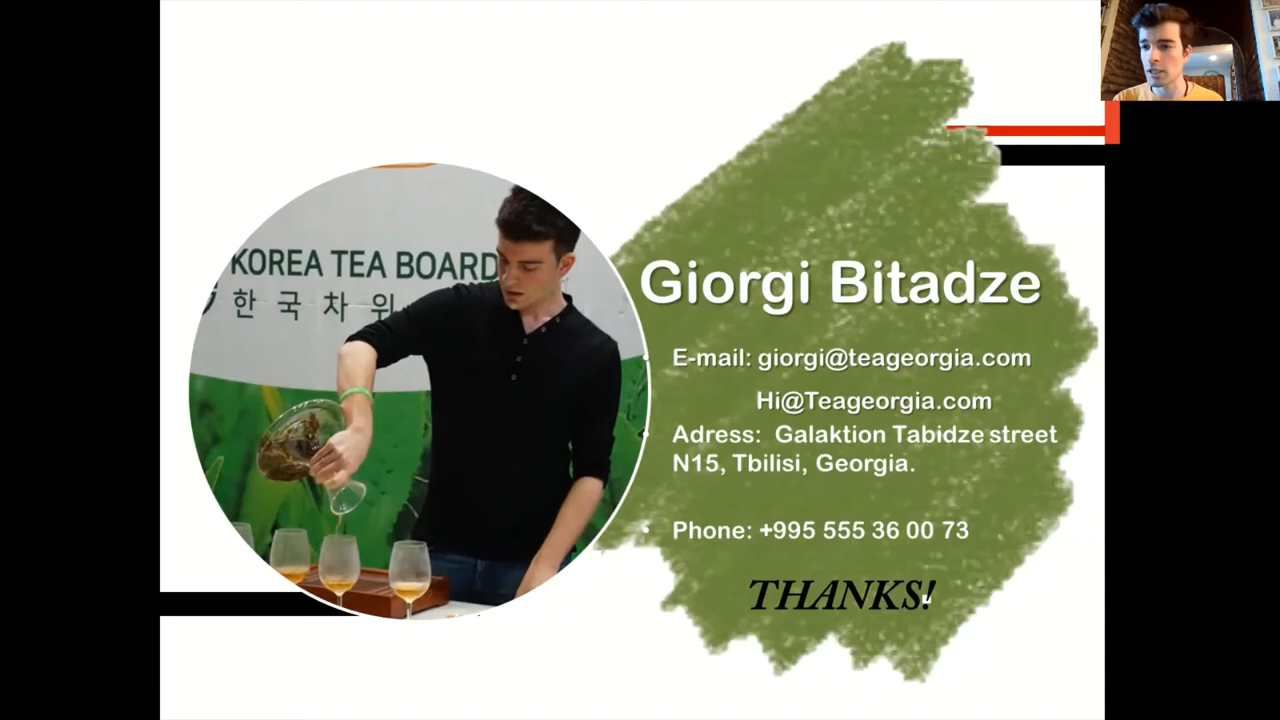 KOREA TEA BOARD
한국차위
Giorgi Bitadze
E-mail: giorgi@teageorgia.com
Hi@Teageorgia.com
Adress: Galaktion Tabidze street
N15, Tbilisi, Georgia.
Phone: +995 555 36 00 73
THANKS!